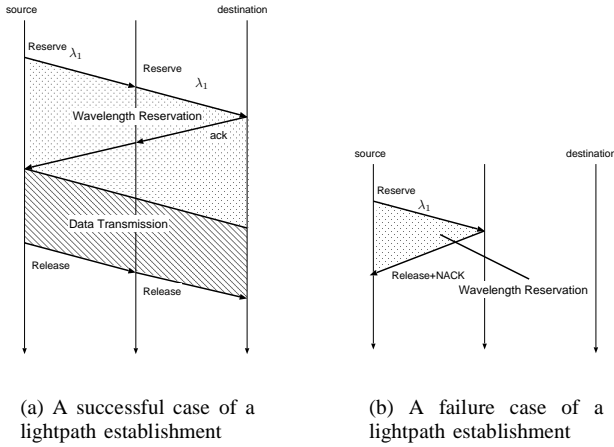 source
destination
Reserve
λ1
Reserve
λ1
Wavelength Reservation
ack
Data Transmission
Release
Release
(a) A successful case of a
lightpath establishment
source
destination
Reserve
λ1
Release+NACK
Wavelength Reservation
(b) A failure case of a
lightpath establishment